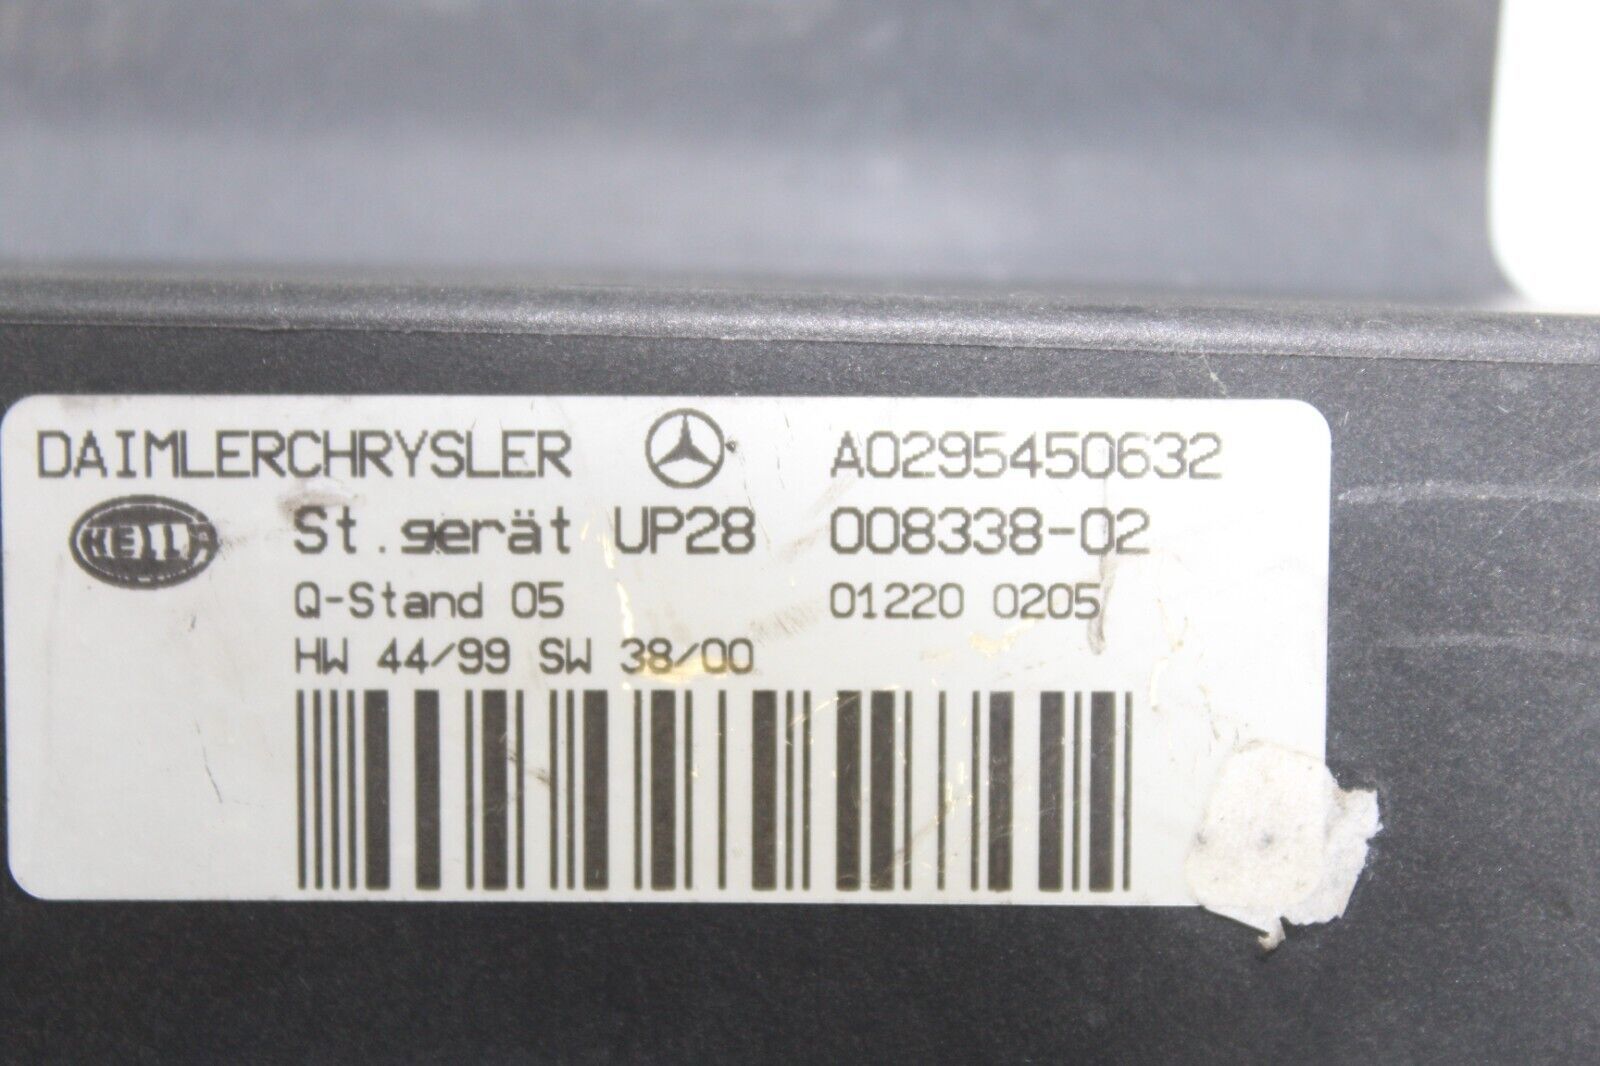 DAIMLERCHRYSLER A0295450632
HELLA St.gerät UP28 008338-02
Q-Stand 05 01220 0205
HW 44/99 SW 38/00